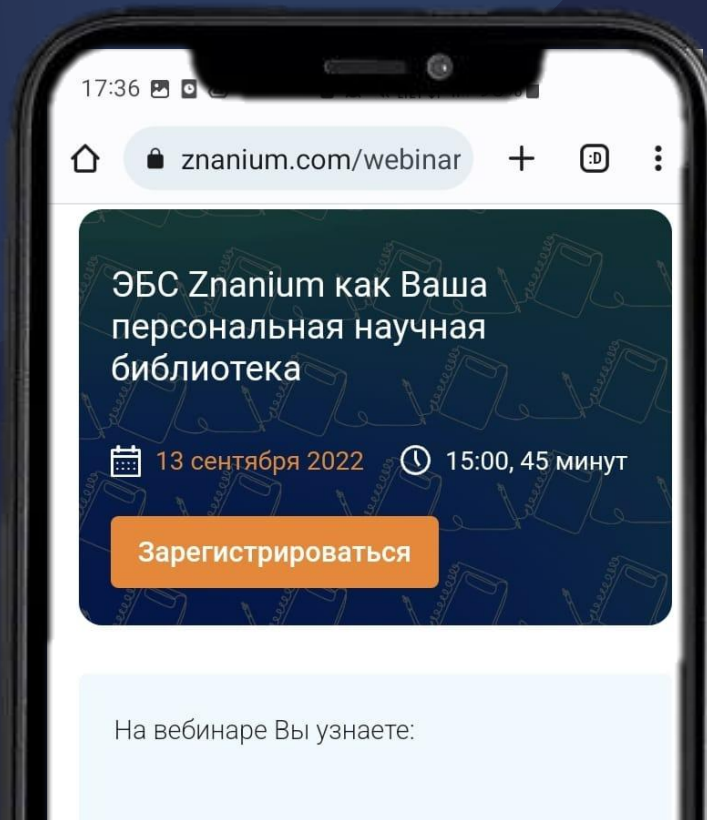 17:36
znanium.com/webinar
:D
ЭБС Znanium как Ваша
персональная научная
библиотека
13 сентября 2022 15:00, 45 минут
Зарегистрироваться
На вебинаре Вы узнаете: